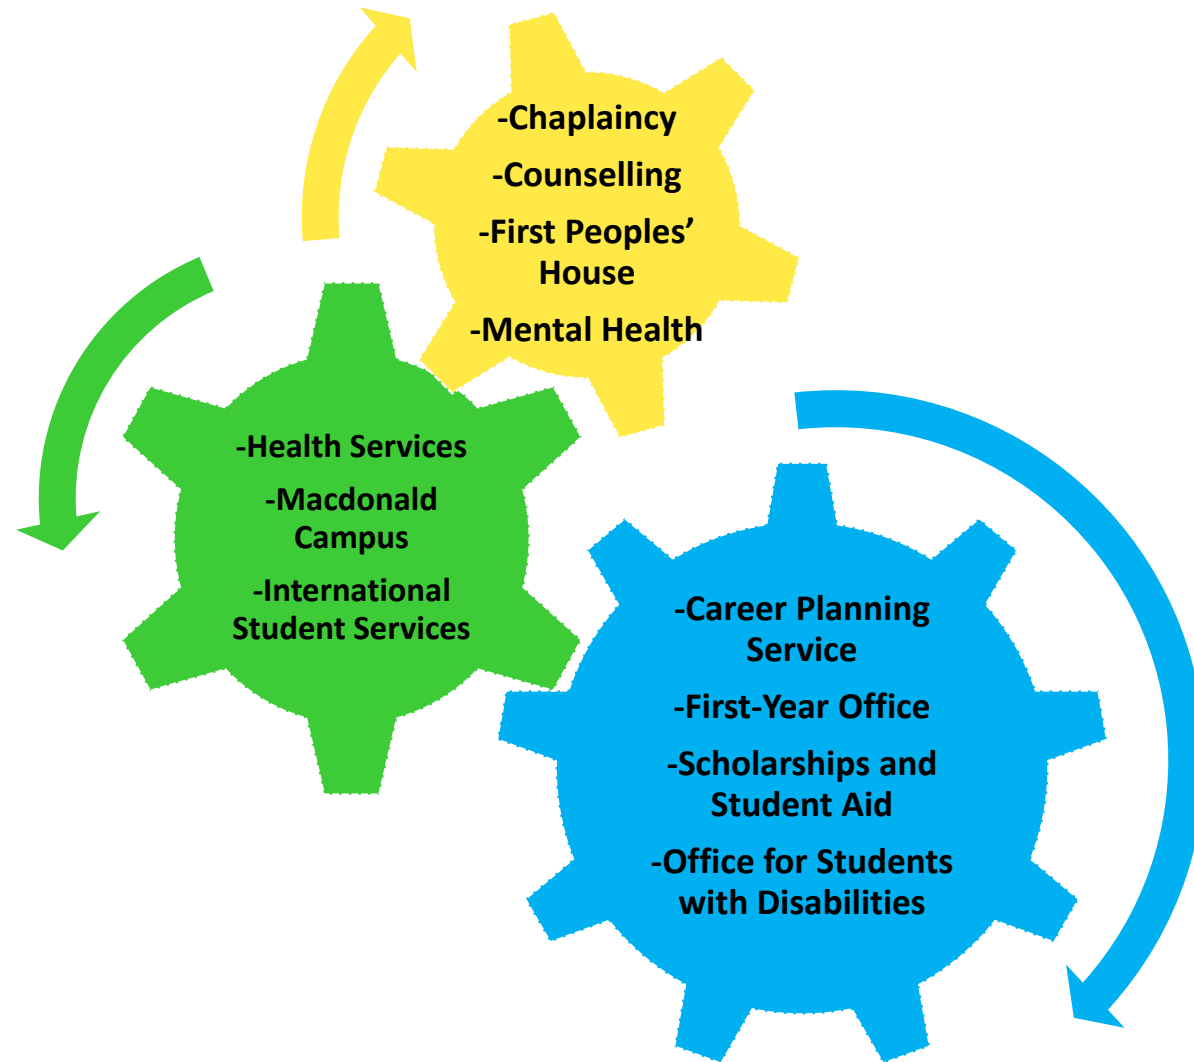 -Chaplaincy
-Counselling
-First Peoples’
House
-Mental Health
-Health Services
-Macdonald
Campus
-International
Student Services
-Career Planning
Service
-First-Year Office
-Scholarships and
Student Aid
-Office for Students
with Disabilities